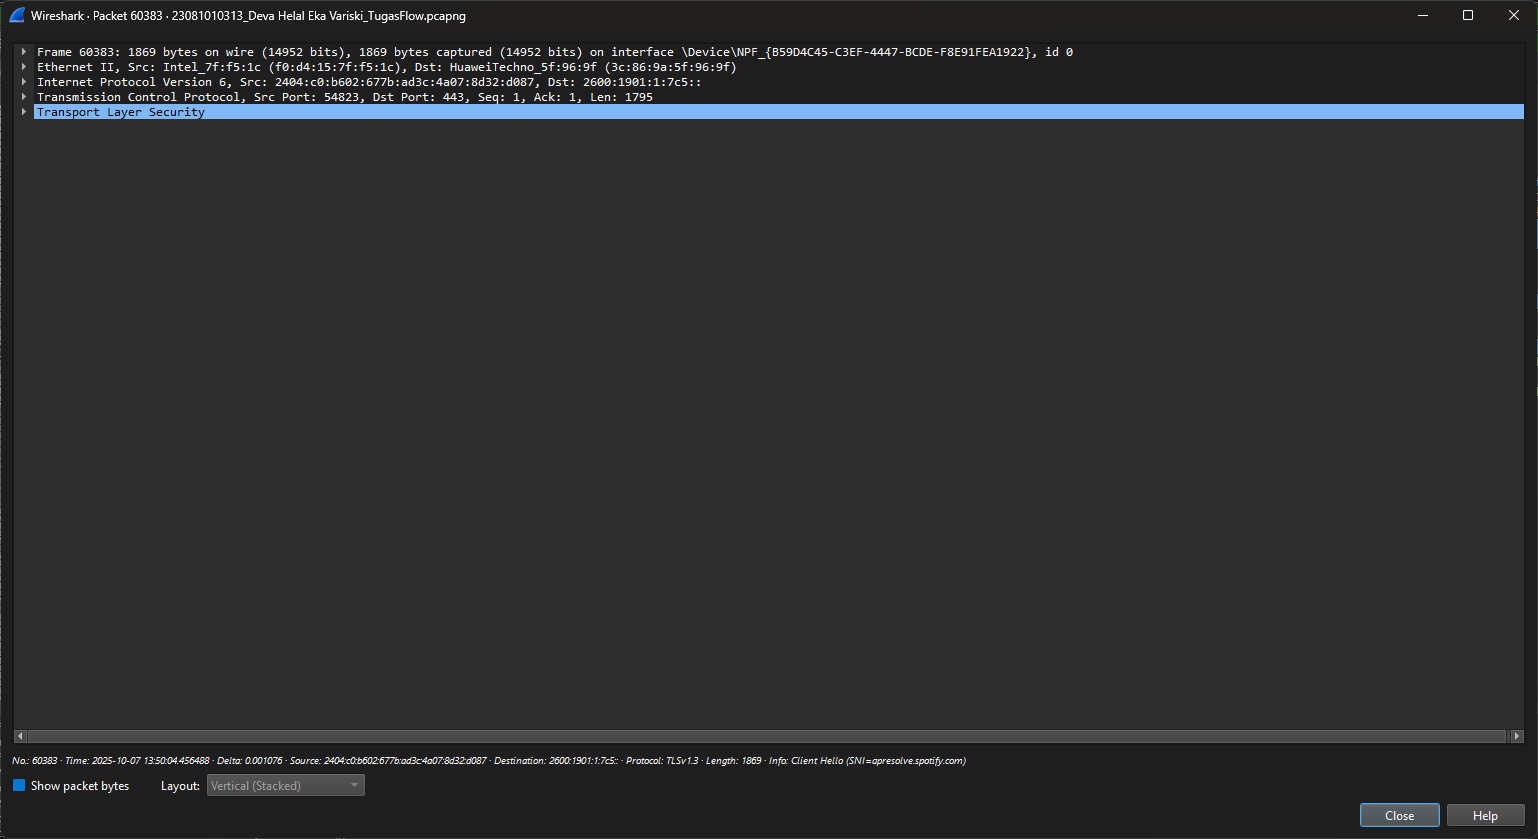 Wireshark · Packet 60383 · 23081010313_Deva Helal Eka Variski_TugasFlow.pcapng
Frame 60383: 1869 bytes on wire (14952 bits), 1869 bytes captured (14952 bits) on interface \Device\NPF_{B59D4C45-C3EF-4447-BCDE-F8E91FEA1922}, id 0
Ethernet II, Src: Intel_7f:f5:1c (f0:d4:15:7f:f5:1c), Dst: HuaweiTechno_5f:96:9f (3c:86:9a:5f:96:9f)
Internet Protocol Version 6, Src: 2404:c0:b602:677b:ad3c:4a07:8d32:d087, Dst: 2600:1901:1:7c5::
Transmission Control Protocol, Src Port: 54823, Dst Port: 443, Seq: 1, Ack: 1, Len: 1795
Transport Layer Security
No.: 60383 · Time: 2025-10-07 13:50:04.456488 · Delta: 0.001076 · Source: 2404:c0:b602:677b:ad3c:4a07:8d32:d087 · Destination: 2600:1901:1:7c5:: · Protocol: TLSv1.3 · Length: 1869 · Info: Client Hello (SNI=apresolve.spotify.com)
Show packet bytes
Layout: Vertical (Stacked)
Close Help